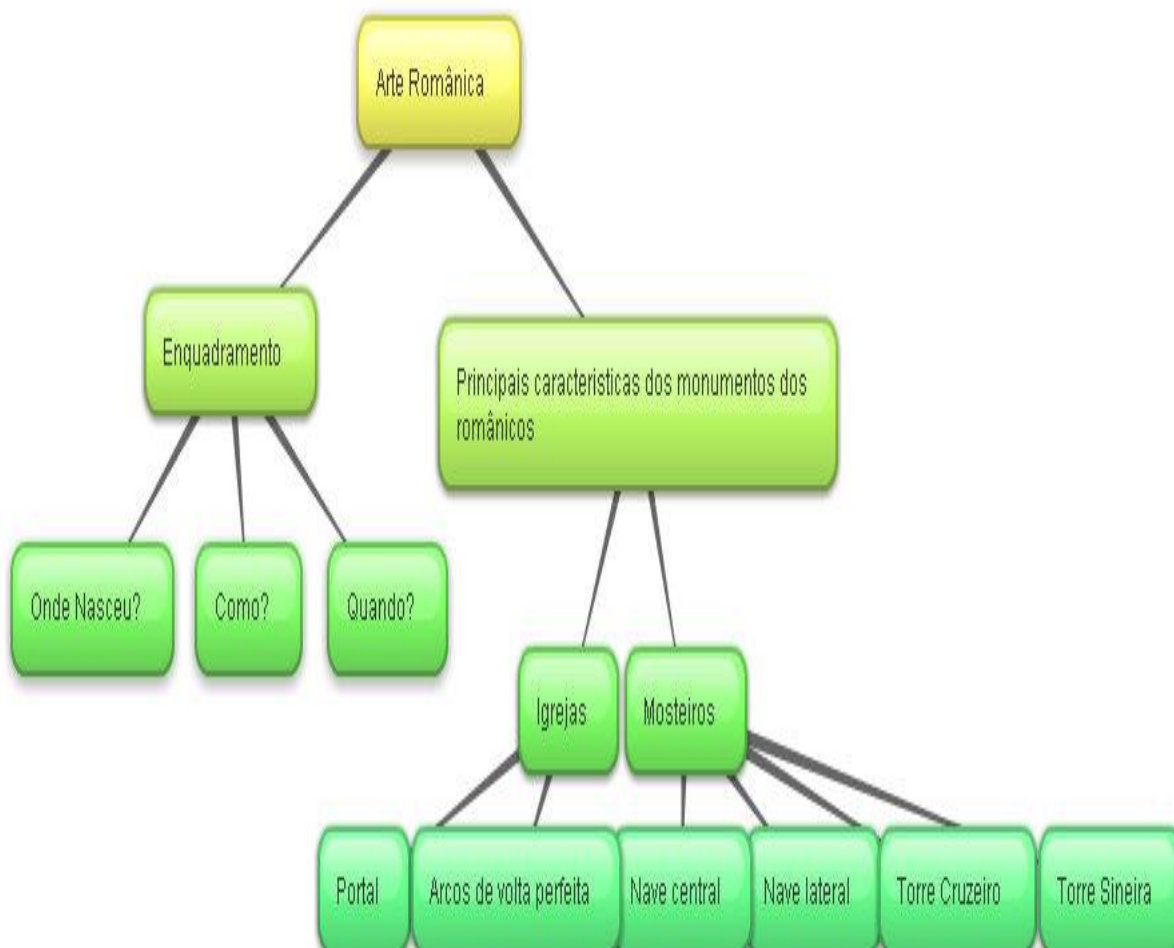 Arte Românica
Enquadramento
Principais caracteristicas dos monumentos dos
românicos
Onde Nasceu?
Como?
Quando?
Igrejas
Mosteiros
Portal
Arcos de volta perfeita
Nave central
Nave lateral
Torre Cruzeiro
Torre Sineira